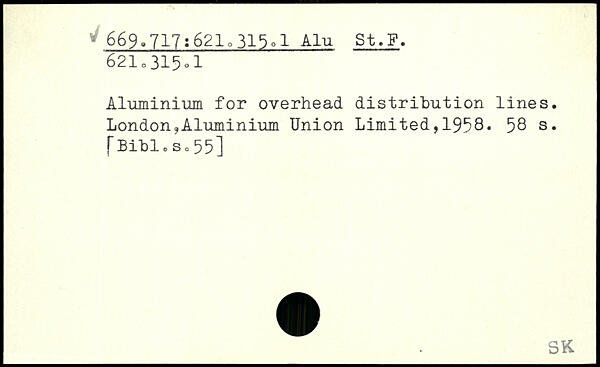 669.717:621.315.1 Alu St.F.
621.315.1
Aluminium for overhead distribution lines.
London,Aluminium Union Limited,1958. 58 s.
[Bibl.s.55]
SK